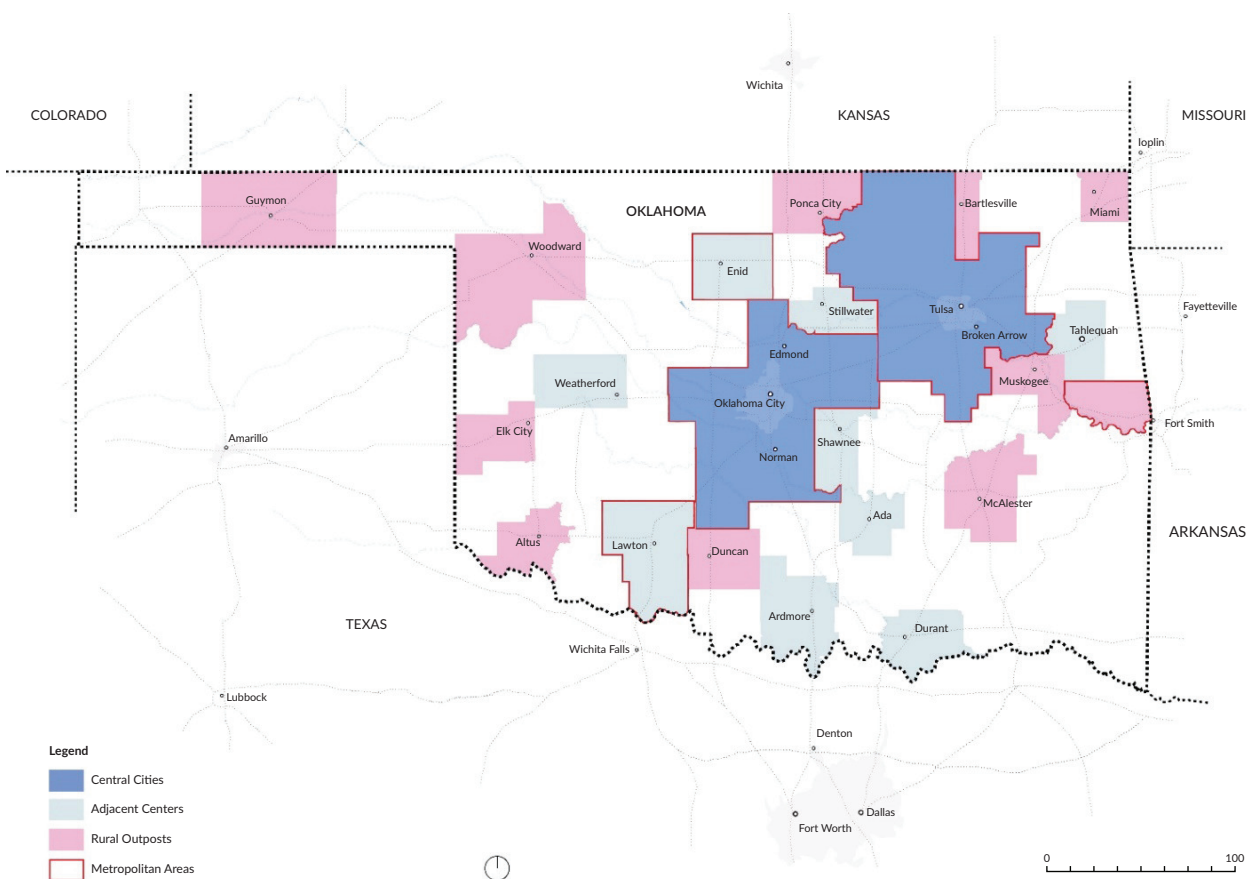 Wichita
COLORADO
KANSAS
MISSOURI
Ioplin
Guymon
OKLAHOMA
Ponca City
Bartlesville
Miami
Woodward
Enid
Stillwater
Tulsa
Fayetteville
Broken Arrow
Tahlequah
Edmond
Weatherford
Muskogee
Oklahoma City
Elk City
Shawnee
Fort Smith
Amarillo
Norman
McAlester
Ada
ARKANSAS
Altus
Lawton
Duncan
TEXAS
Ardmore
Durant
Wichita Falls
Lubbock
Denton
Dallas
Fort Worth
Legend
Central Cities
Adjacent Centers
Rural Outposts
Metropolitan Areas
0 100